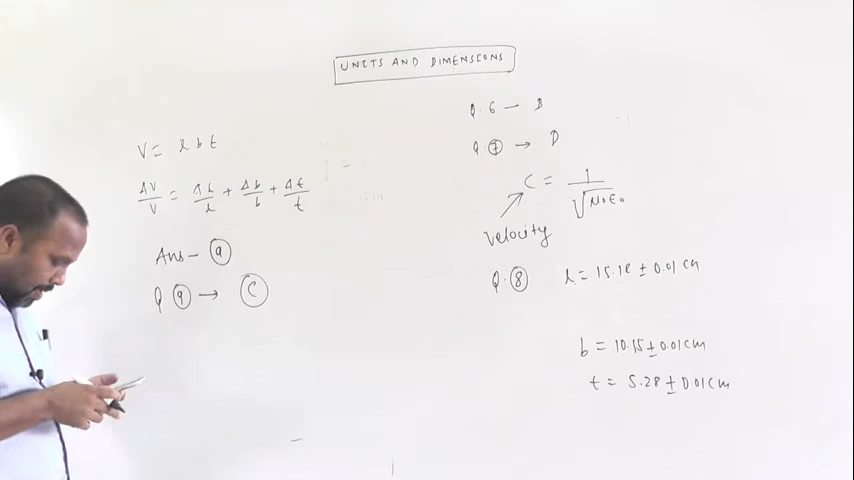 UNITS AND DIMENSIONS
V = l b t
ΔV/V = Δl/l + Δb/b + Δt/t
Ans - (a)
Q (9) → (C)
Q. 6 — B
Q (7) → D
C = 1/√μ₀ε₀
velocity
Q. (8) l = 15.12 ± 0.01 cm
b = 10.15 ± 0.01 cm
t = 5.28 ± 0.01 cm